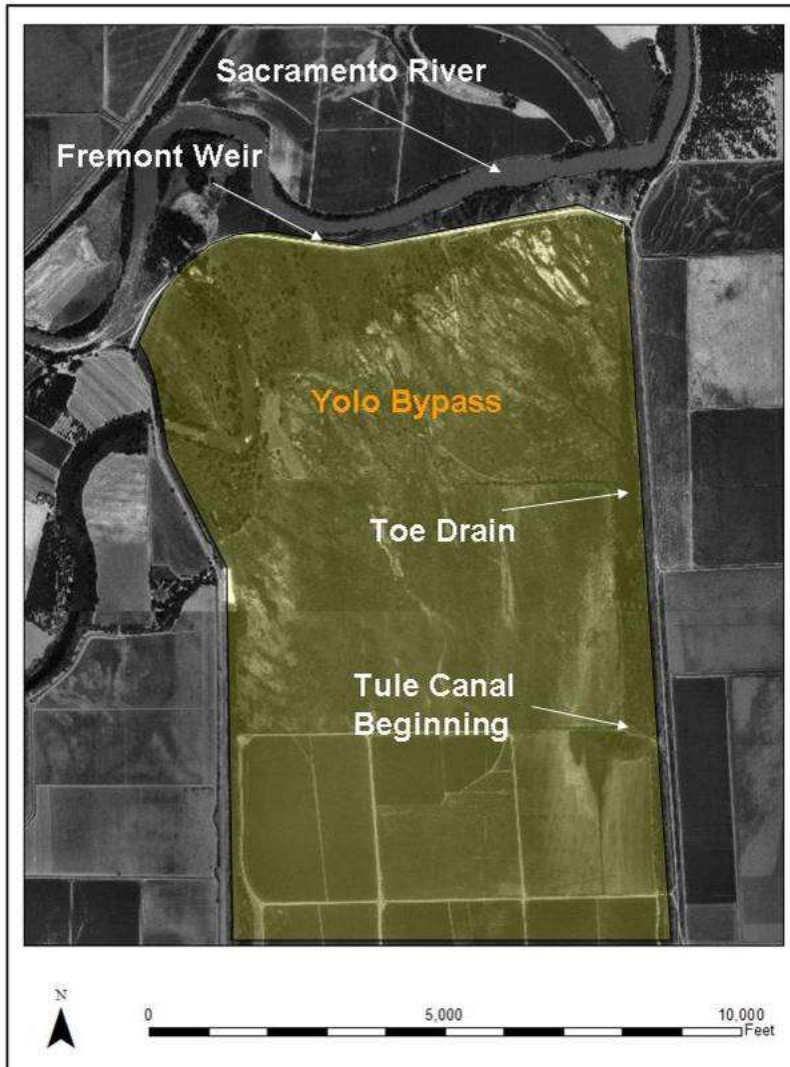 Sacramento River
Fremont Weir
Yolo Bypass
Toe Drain
Tule Canal
Beginning
N
0 5,000 10,000
Feet